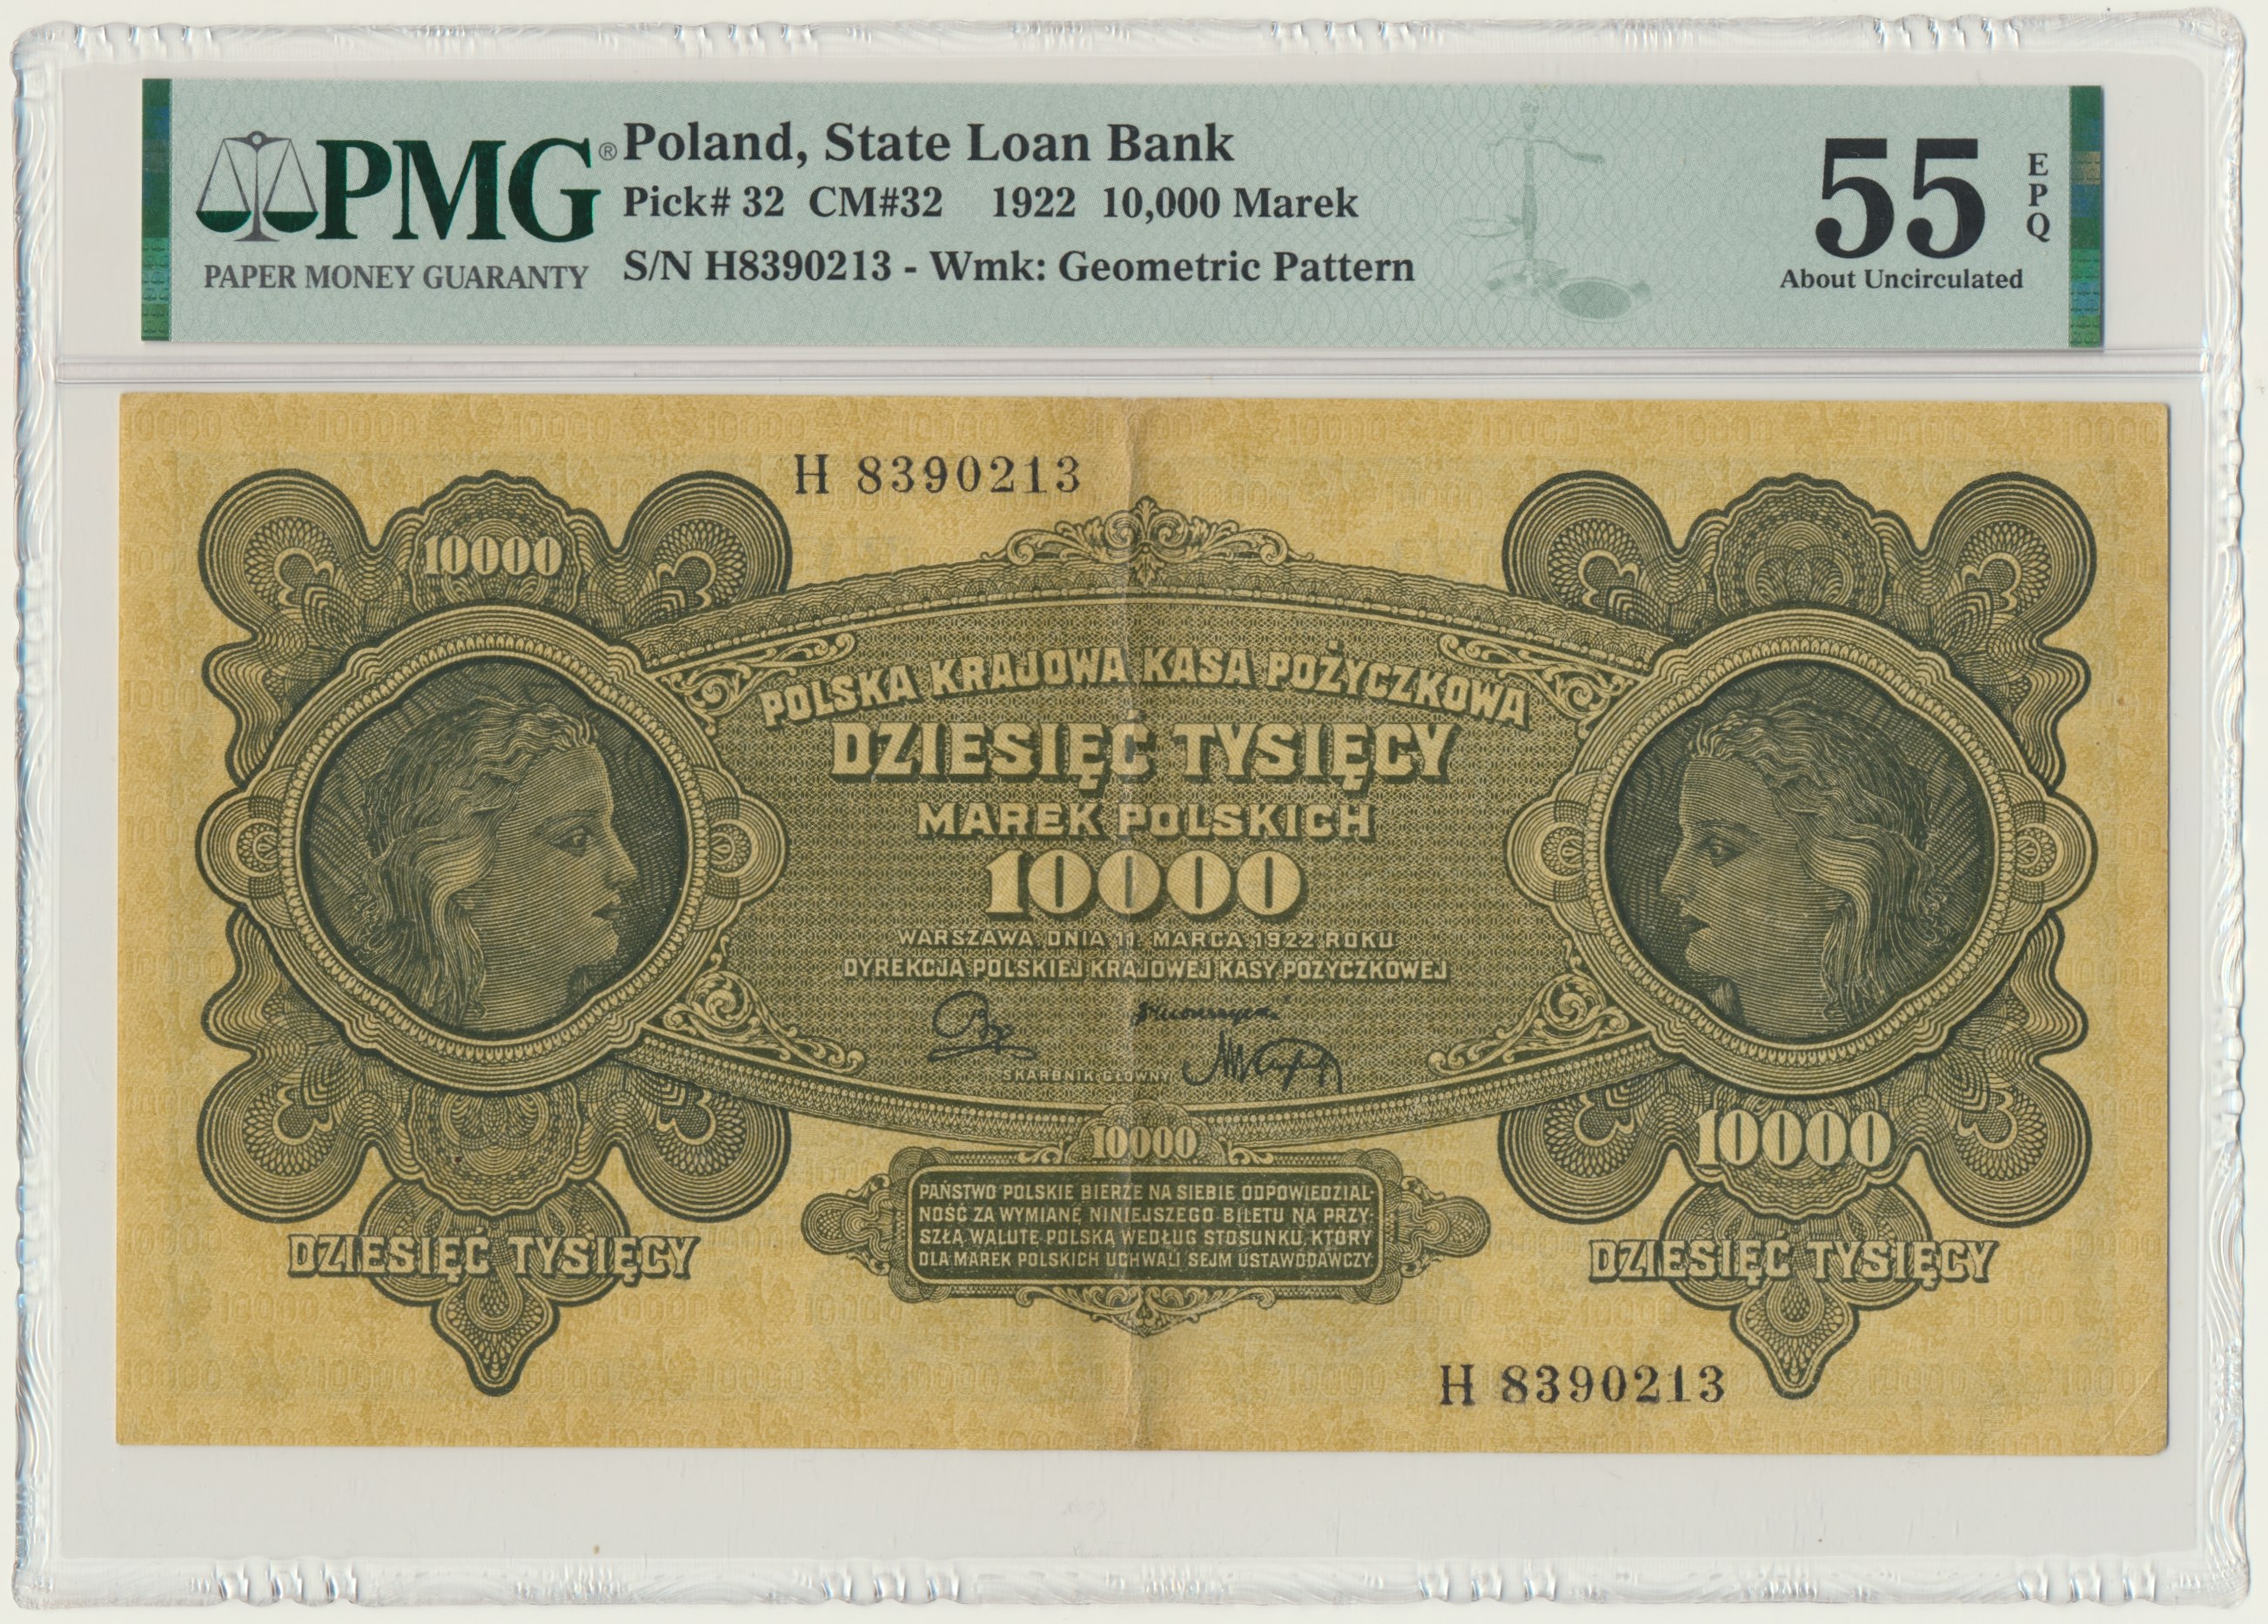 PMG®
PAPER MONEY GUARANTY
Poland, State Loan Bank
Pick# 32 CM#32 1922 10,000 Marek
S/N H8390213 - Wmk: Geometric Pattern
55
EPQ
About Uncirculated
H 8390213
10000
POLSKA KRAJOWA KASA POŻYCZKOWA
DZIESIĘĆ TYSIĘCY
MAREK POLSKICH
10000
WARSZAWA, DNIA 11. MARCA 1922 ROKU
DYREKCJA POLSKIEJ KRAJOWEJ KASY POŻYCZKOWEJ
SKARBNIK GŁÓWNY
10000
10000
PAŃSTWO POLSKIE BIERZE NA SIEBIE ODPOWIEDZIAL-
NOŚĆ ZA WYMIANĘ NINIEJSZEGO BILETU NA PRZY-
SZŁĄ WALUTĘ POLSKĄ WEDŁUG STOSUNKU, KTÓRY
DLA MAREK POLSKICH UCHWALI SEJM USTAWODAWCZY.
DZIESIĘĆ TYSIĘCY
DZIESIĘĆ TYSIĘCY
H 8390213